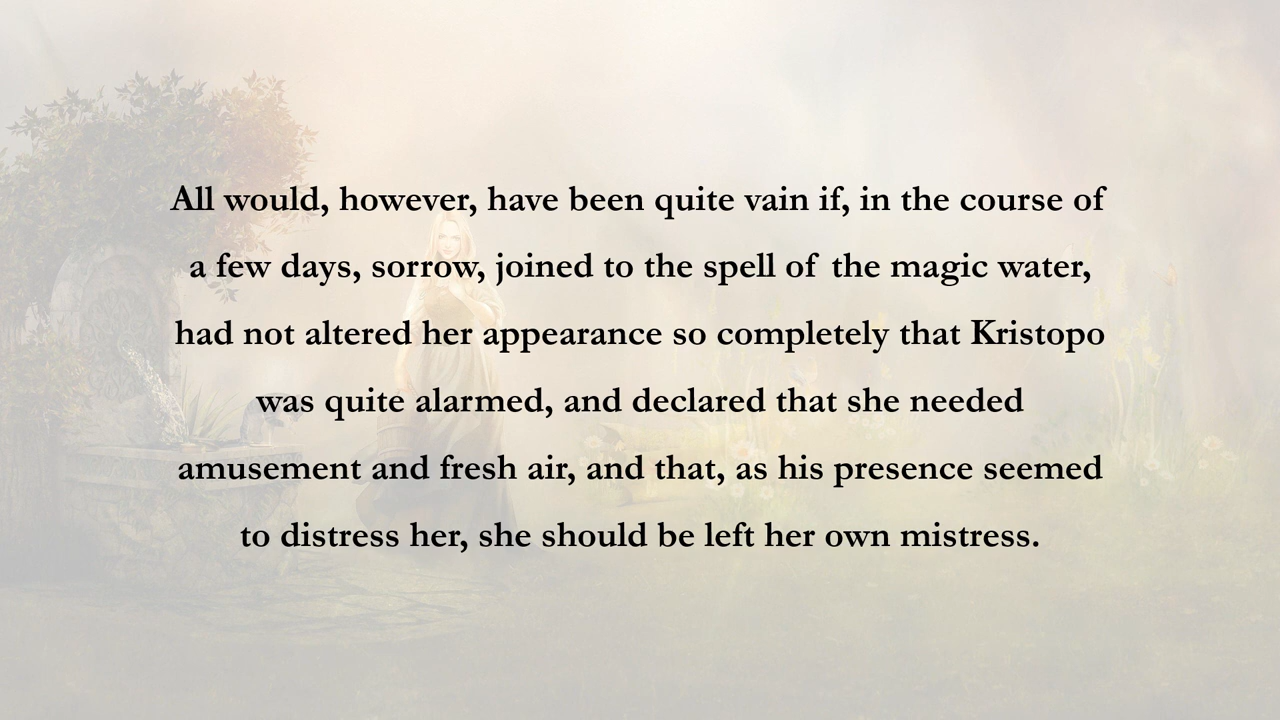 All would, however, have been quite vain if, in the course of
a few days, sorrow, joined to the spell of the magic water,
had not altered her appearance so completely that Kristopo
was quite alarmed, and declared that she needed
amusement and fresh air, and that, as his presence seemed
to distress her, she should be left her own mistress.